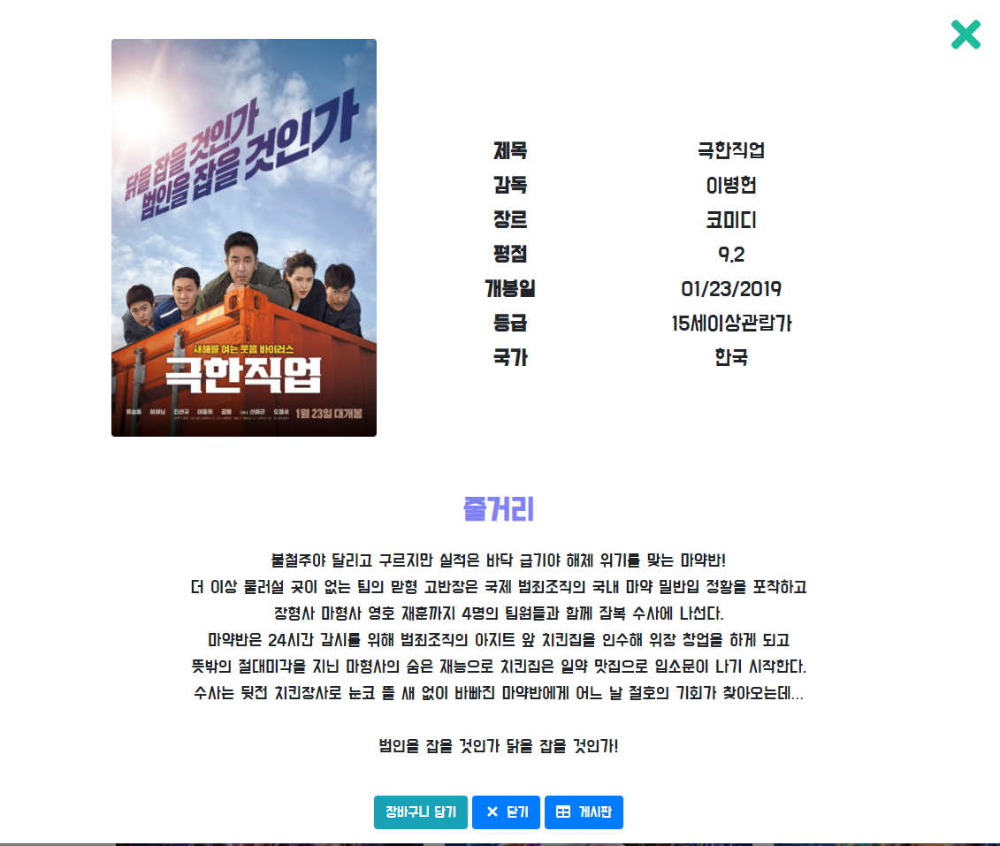 닭을 잡을 것인가
범인을 잡을 것인가
새해를 여는 웃음 바이러스
극한직업
류승룡 이하늬 진선규 이동휘 공명 신하균 오정세 1월 23일 대개봉
제목 극한직업
감독 이병헌
장르 코미디
평점 9.2
개봉일 01/23/2019
등급 15세이상관람가
국가 한국
줄거리
불철주야 달리고 구르지만 실적은 바닥 급기야 해체 위기를 맞는 마약반!
더 이상 물러설 곳이 없는 팀의 맏형 고반장은 국제 범죄조직의 국내 마약 밀반입 정황을 포착하고
장형사 마형사 영호 재훈까지 4명의 팀원들과 함께 잠복 수사에 나선다.
마약반은 24시간 감시를 위해 범죄조직의 아지트 앞 치킨집을 인수해 위장 창업을 하게 되고
뜻밖의 절대미각을 지닌 마형사의 숨은 재능으로 치킨집은 일약 맛집으로 입소문이 나기 시작한다.
수사는 뒷전 치킨장사로 눈코 뜰 새 없이 바빠진 마약반에게 어느 날 절호의 기회가 찾아오는데...
범인을 잡을 것인가 닭을 잡을 것인가!
장바구니 담기 닫기 게시판